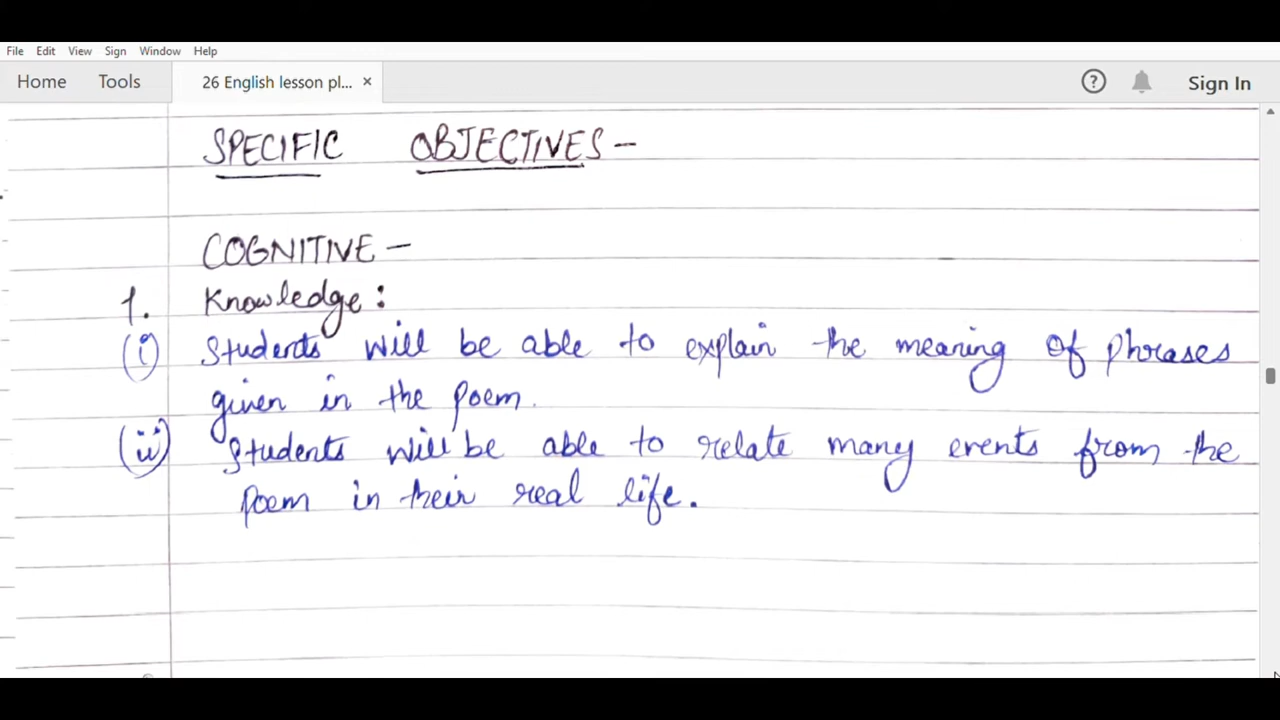 File Edit View Sign Window Help
Home Tools 26 English lesson pl... × ? Sign In
SPECIFIC OBJECTIVES -
COGNITIVE -
1. Knowledge :
(i) Students will be able to explain the meaning of phrases
given in the poem.
(ii) Students will be able to relate many events from the
poem in their real life.